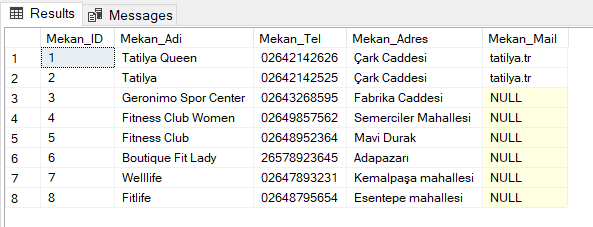 Results Messages
Mekan_ID Mekan_Adi Mekan_Tel Mekan_Adres Mekan_Mail
1 1 Tatilya Queen 02642142626 Çark Caddesi tatilya.tr
2 2 Tatilya 02642142525 Çark Caddesi tatilya.tr
3 3 Geronimo Spor Center 02643268595 Fabrika Caddesi NULL
4 4 Fitness Club Women 02649857562 Semerciler Mahallesi NULL
5 5 Fitness Club 02648952364 Mavi Durak NULL
6 6 Boutique Fit Lady 26578923645 Adapazarı NULL
7 7 Welllife 02647893231 Kemalpaşa mahallesi NULL
8 8 Fitlife 02648795654 Esentepe mahallesi NULL